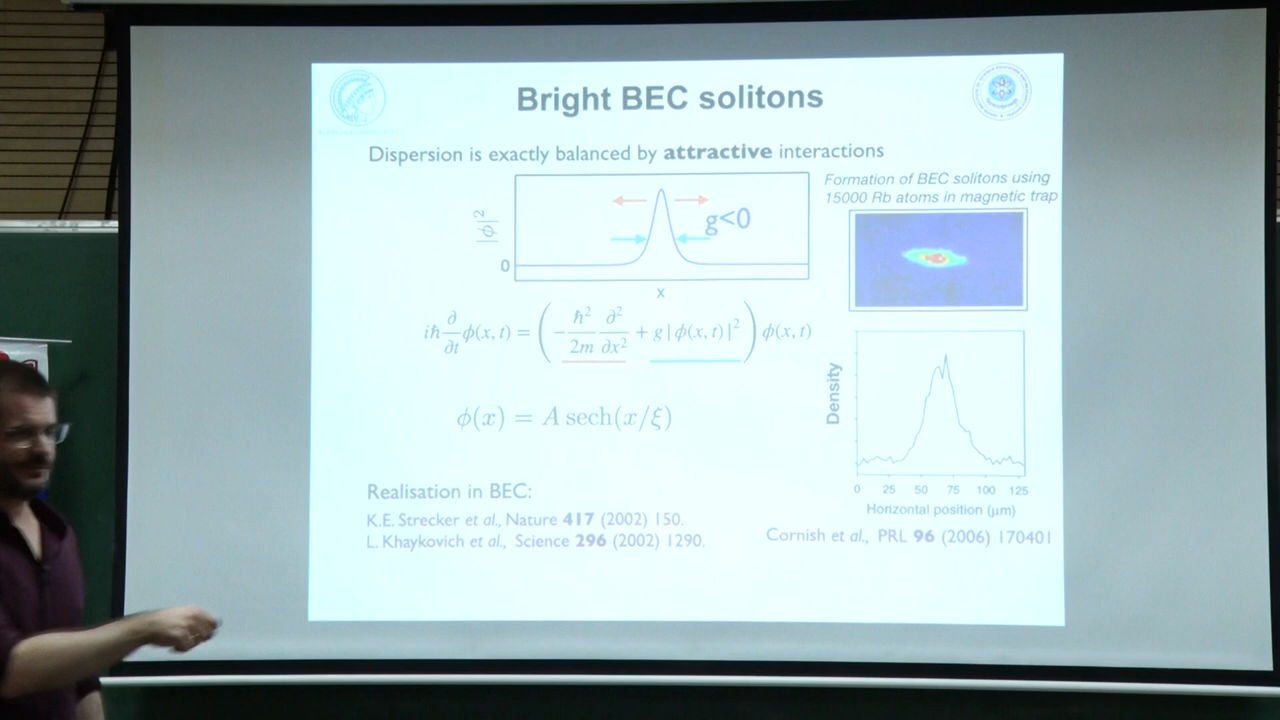 Bright BEC solitons
Dispersion is exactly balanced by attractive interactions
|ϕ|²
0
g<0
x
Formation of BEC solitons using
15000 Rb atoms in magnetic trap
iħ ∂/∂t ϕ(x, t) = ( − ħ²/2m ∂²/∂x² + g|ϕ(x, t)|² ) ϕ(x, t)
ϕ(x) = A sech(x/ξ)
Density
0 25 50 75 100 125
Horizontal position (μm)
Realisation in BEC:
K.E. Strecker et al., Nature 417 (2002) 150.
L. Khaykovich et al., Science 296 (2002) 1290.
Cornish et al., PRL 96 (2006) 170401